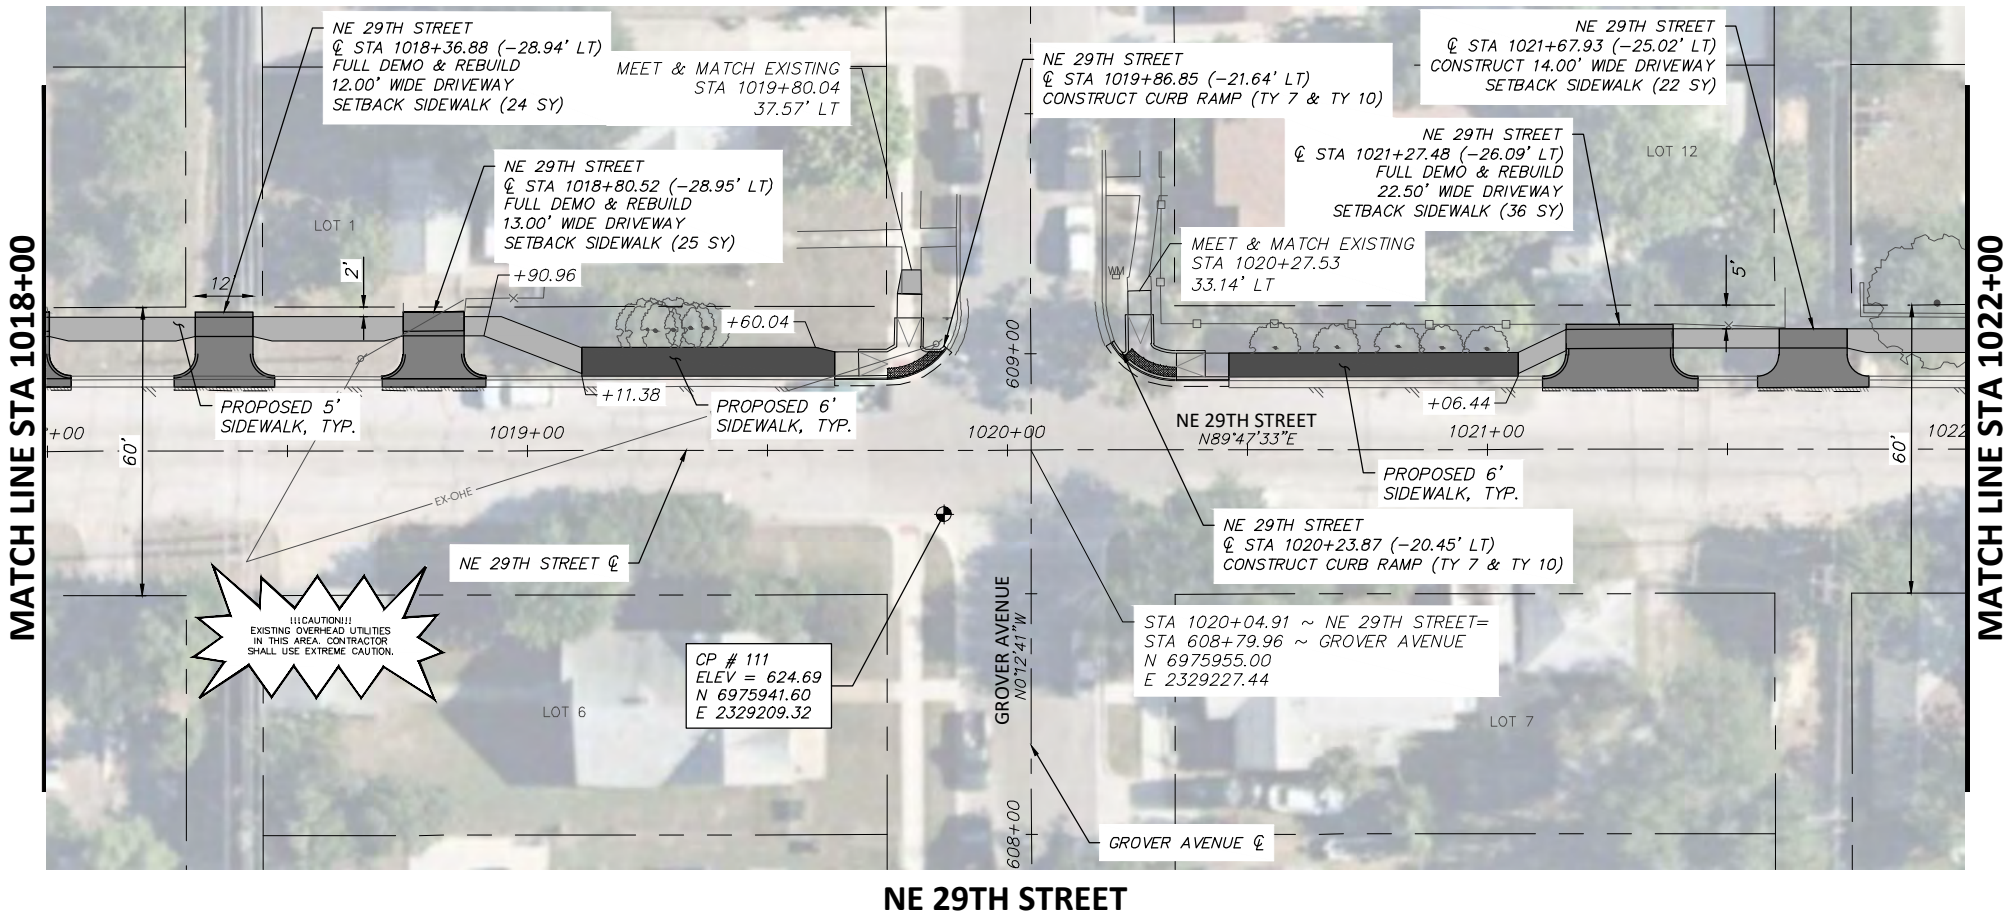 NE 29TH STREET
℄ STA 1018+36.88 (-28.94' LT)
FULL DEMO & REBUILD
12.00' WIDE DRIVEWAY
SETBACK SIDEWALK (24 SY)
MEET & MATCH EXISTING
STA 1019+80.04
37.57' LT
NE 29TH STREET
℄ STA 1019+86.85 (-21.64' LT)
CONSTRUCT CURB RAMP (TY 7 & TY 10)
NE 29TH STREET
℄ STA 1021+67.93 (-25.02' LT)
CONSTRUCT 14.00' WIDE DRIVEWAY
SETBACK SIDEWALK (22 SY)
NE 29TH STREET
℄ STA 1021+27.48 (-26.09' LT)
FULL DEMO & REBUILD
22.50' WIDE DRIVEWAY
SETBACK SIDEWALK (36 SY)
LOT 12
NE 29TH STREET
℄ STA 1018+80.52 (-28.95' LT)
FULL DEMO & REBUILD
13.00' WIDE DRIVEWAY
SETBACK SIDEWALK (25 SY)
LOT 1
MEET & MATCH EXISTING
STA 1020+27.53
33.14' LT
WM
12'
2'
+90.96
5'
+60.04
609+00
+11.38
+06.44
PROPOSED 5'
SIDEWALK, TYP.
PROPOSED 6'
SIDEWALK, TYP.
NE 29TH STREET
N89°47'33"E
+00
1019+00
1020+00
1021+00
1022
60'
60'
PROPOSED 6'
SIDEWALK, TYP.
EX-OHE
NE 29TH STREET ℄
NE 29TH STREET
℄ STA 1020+23.87 (-20.45' LT)
CONSTRUCT CURB RAMP (TY 7 & TY 10)
!!!CAUTION!!!
EXISTING OVERHEAD UTILITIES
IN THIS AREA. CONTRACTOR
SHALL USE EXTREME CAUTION.
GROVER AVENUE
N0°12'41"W
STA 1020+04.91 ~ NE 29TH STREET=
STA 608+79.96 ~ GROVER AVENUE
N 6975955.00
E 2329227.44
CP # 111
ELEV = 624.69
N 6975941.60
E 2329209.32
LOT 6
LOT 7
608+00
GROVER AVENUE ℄
MATCH LINE STA 1018+00
MATCH LINE STA 1022+00
NE 29TH STREET